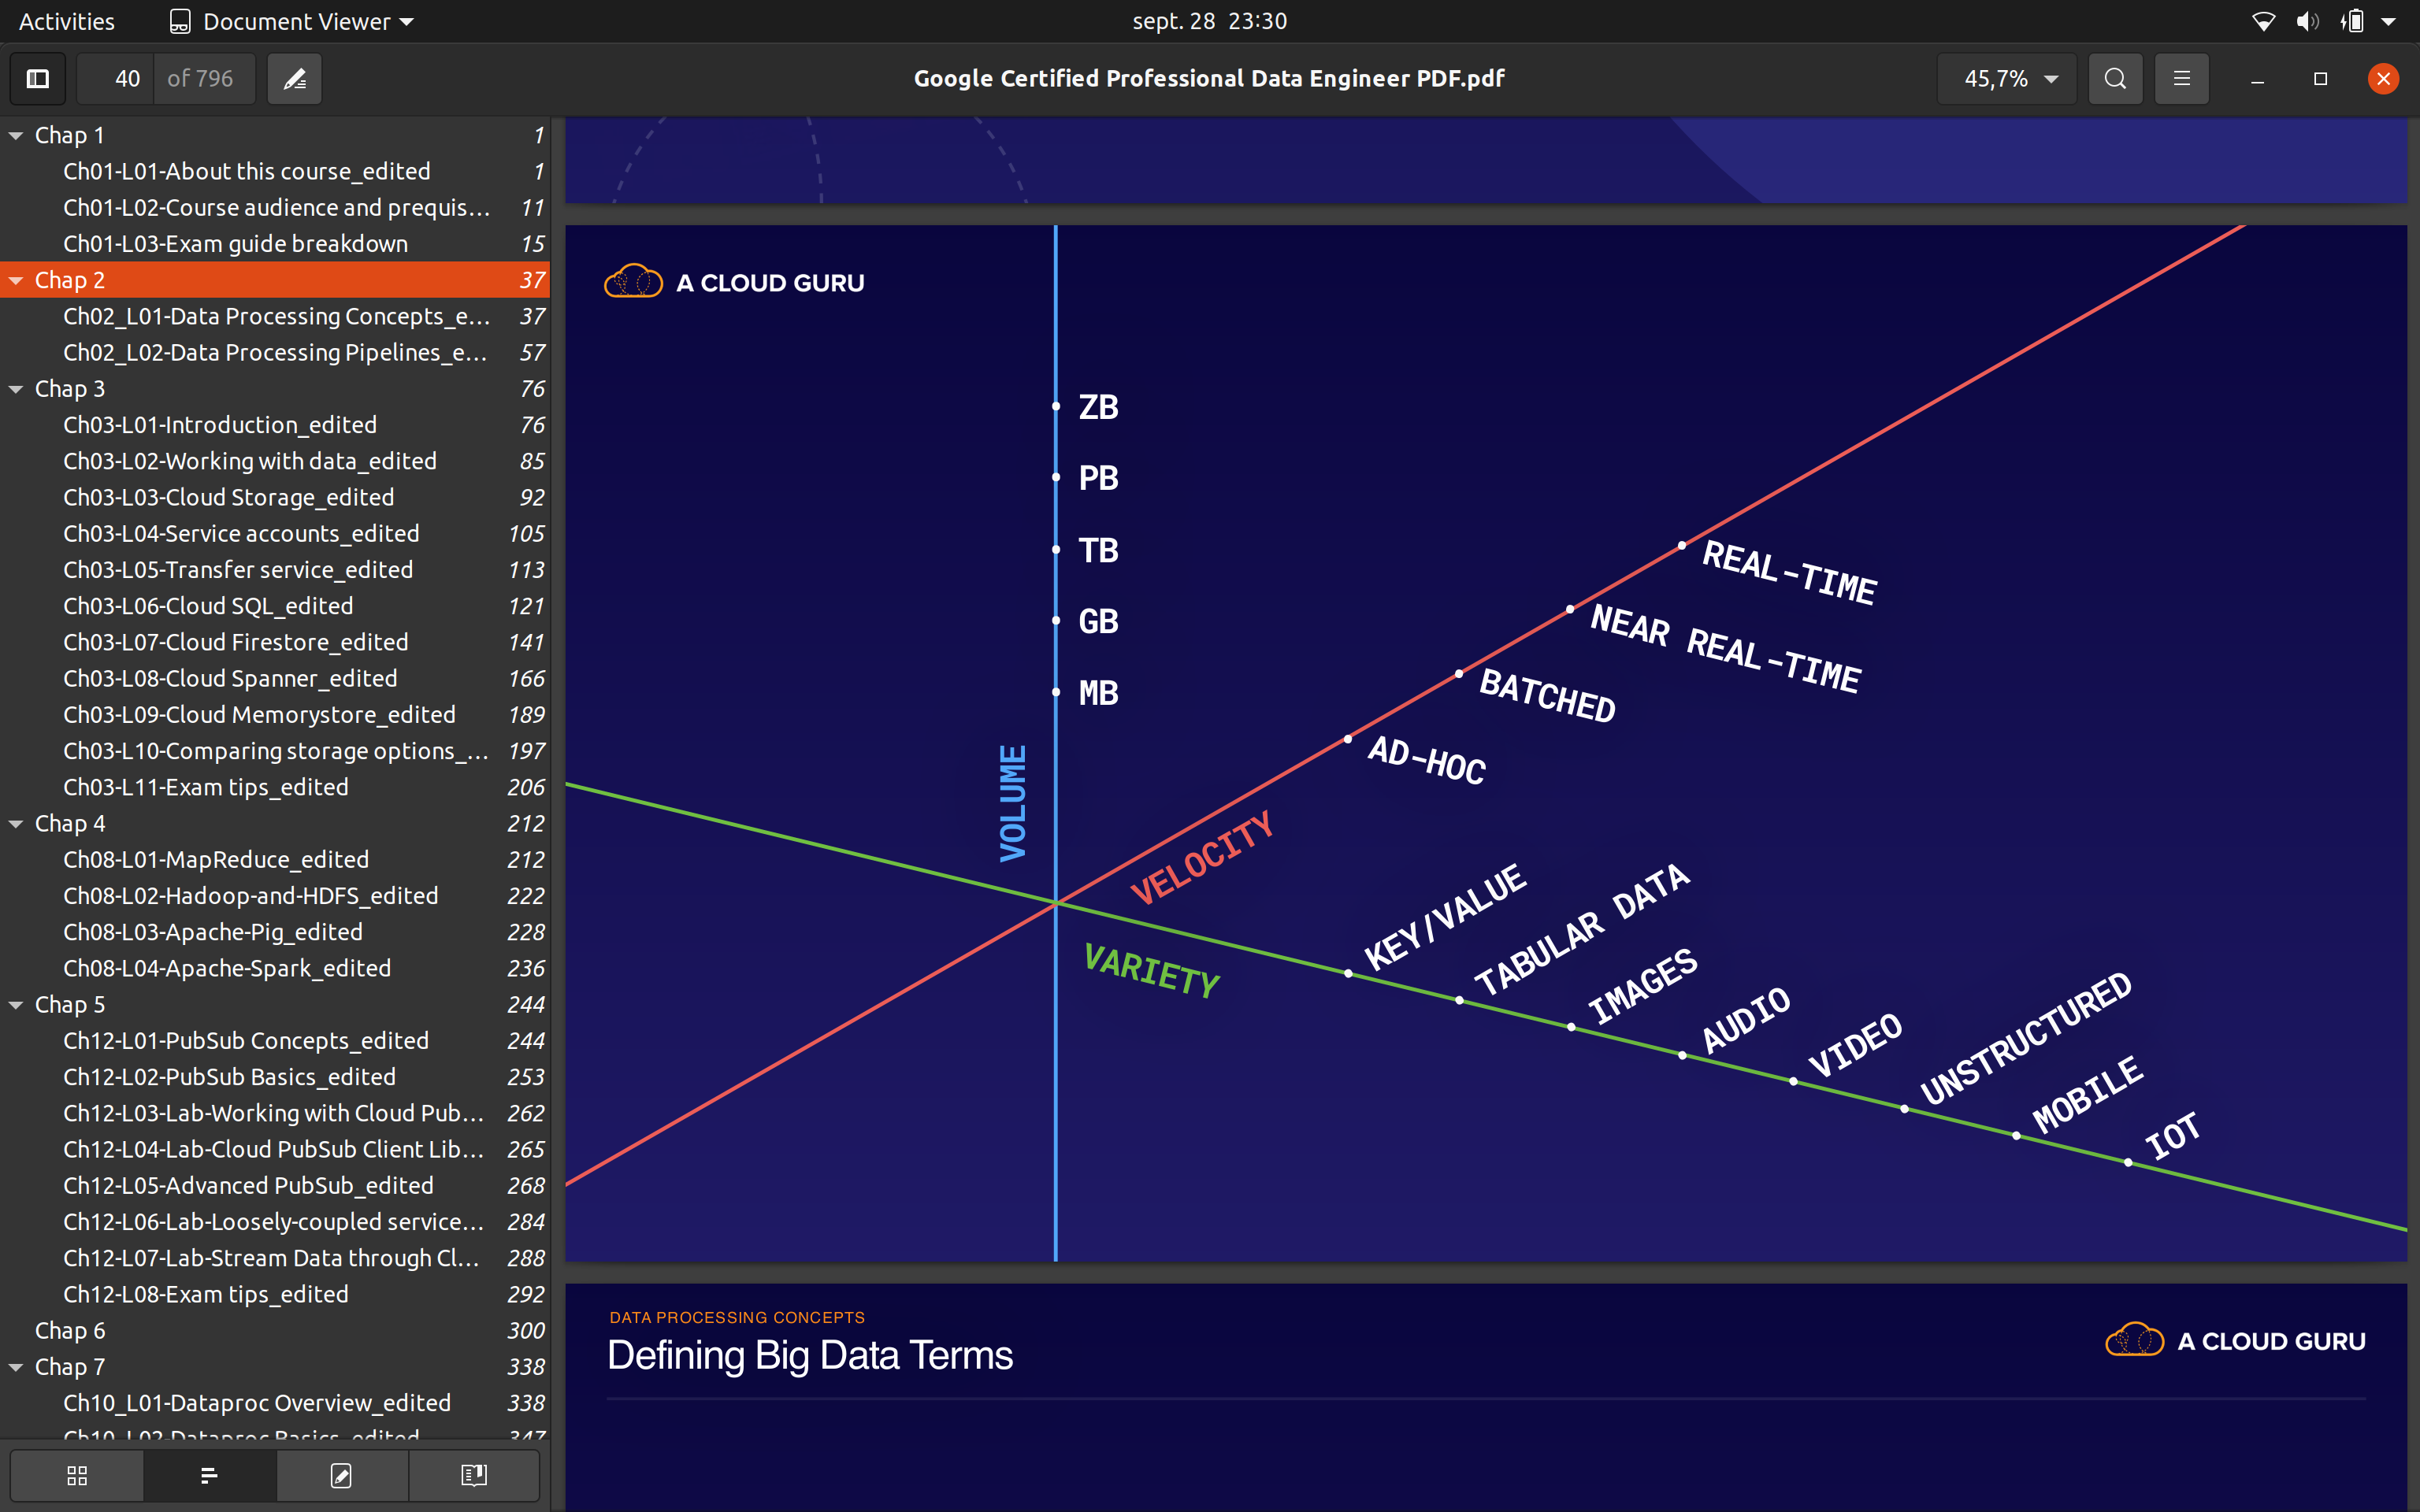 Activities
Document Viewer
sept. 28 23:30
40 of 796
Google Certified Professional Data Engineer PDF.pdf
45,7%
Chap 1 1
Ch01-L01-About this course_edited 1
Ch01-L02-Course audience and prequis... 11
Ch01-L03-Exam guide breakdown 15
Chap 2 37
Ch02_L01-Data Processing Concepts_e... 37
Ch02_L02-Data Processing Pipelines_e... 57
Chap 3 76
Ch03-L01-Introduction_edited 76
Ch03-L02-Working with data_edited 85
Ch03-L03-Cloud Storage_edited 92
Ch03-L04-Service accounts_edited 105
Ch03-L05-Transfer service_edited 113
Ch03-L06-Cloud SQL_edited 121
Ch03-L07-Cloud Firestore_edited 141
Ch03-L08-Cloud Spanner_edited 166
Ch03-L09-Cloud Memorystore_edited 189
Ch03-L10-Comparing storage options_... 197
Ch03-L11-Exam tips_edited 206
Chap 4 212
Ch08-L01-MapReduce_edited 212
Ch08-L02-Hadoop-and-HDFS_edited 222
Ch08-L03-Apache-Pig_edited 228
Ch08-L04-Apache-Spark_edited 236
Chap 5 244
Ch12-L01-PubSub Concepts_edited 244
Ch12-L02-PubSub Basics_edited 253
Ch12-L03-Lab-Working with Cloud Pub... 262
Ch12-L04-Lab-Cloud PubSub Client Lib... 265
Ch12-L05-Advanced PubSub_edited 268
Ch12-L06-Lab-Loosely-coupled service... 284
Ch12-L07-Lab-Stream Data through Cl... 288
Ch12-L08-Exam tips_edited 292
Chap 6 300
Chap 7 338
Ch10_L01-Dataproc Overview_edited 338
Ch10_L02-Dataproc Basics_edited 347
A CLOUD GURU
ZB
PB
TB
GB
MB
VOLUME
REAL-TIME
NEAR REAL-TIME
BATCHED
AD-HOC
VELOCITY
VARIETY
KEY/VALUE
TABULAR DATA
IMAGES
AUDIO
VIDEO
UNSTRUCTURED
MOBILE
IOT
DATA PROCESSING CONCEPTS
Defining Big Data Terms
A CLOUD GURU